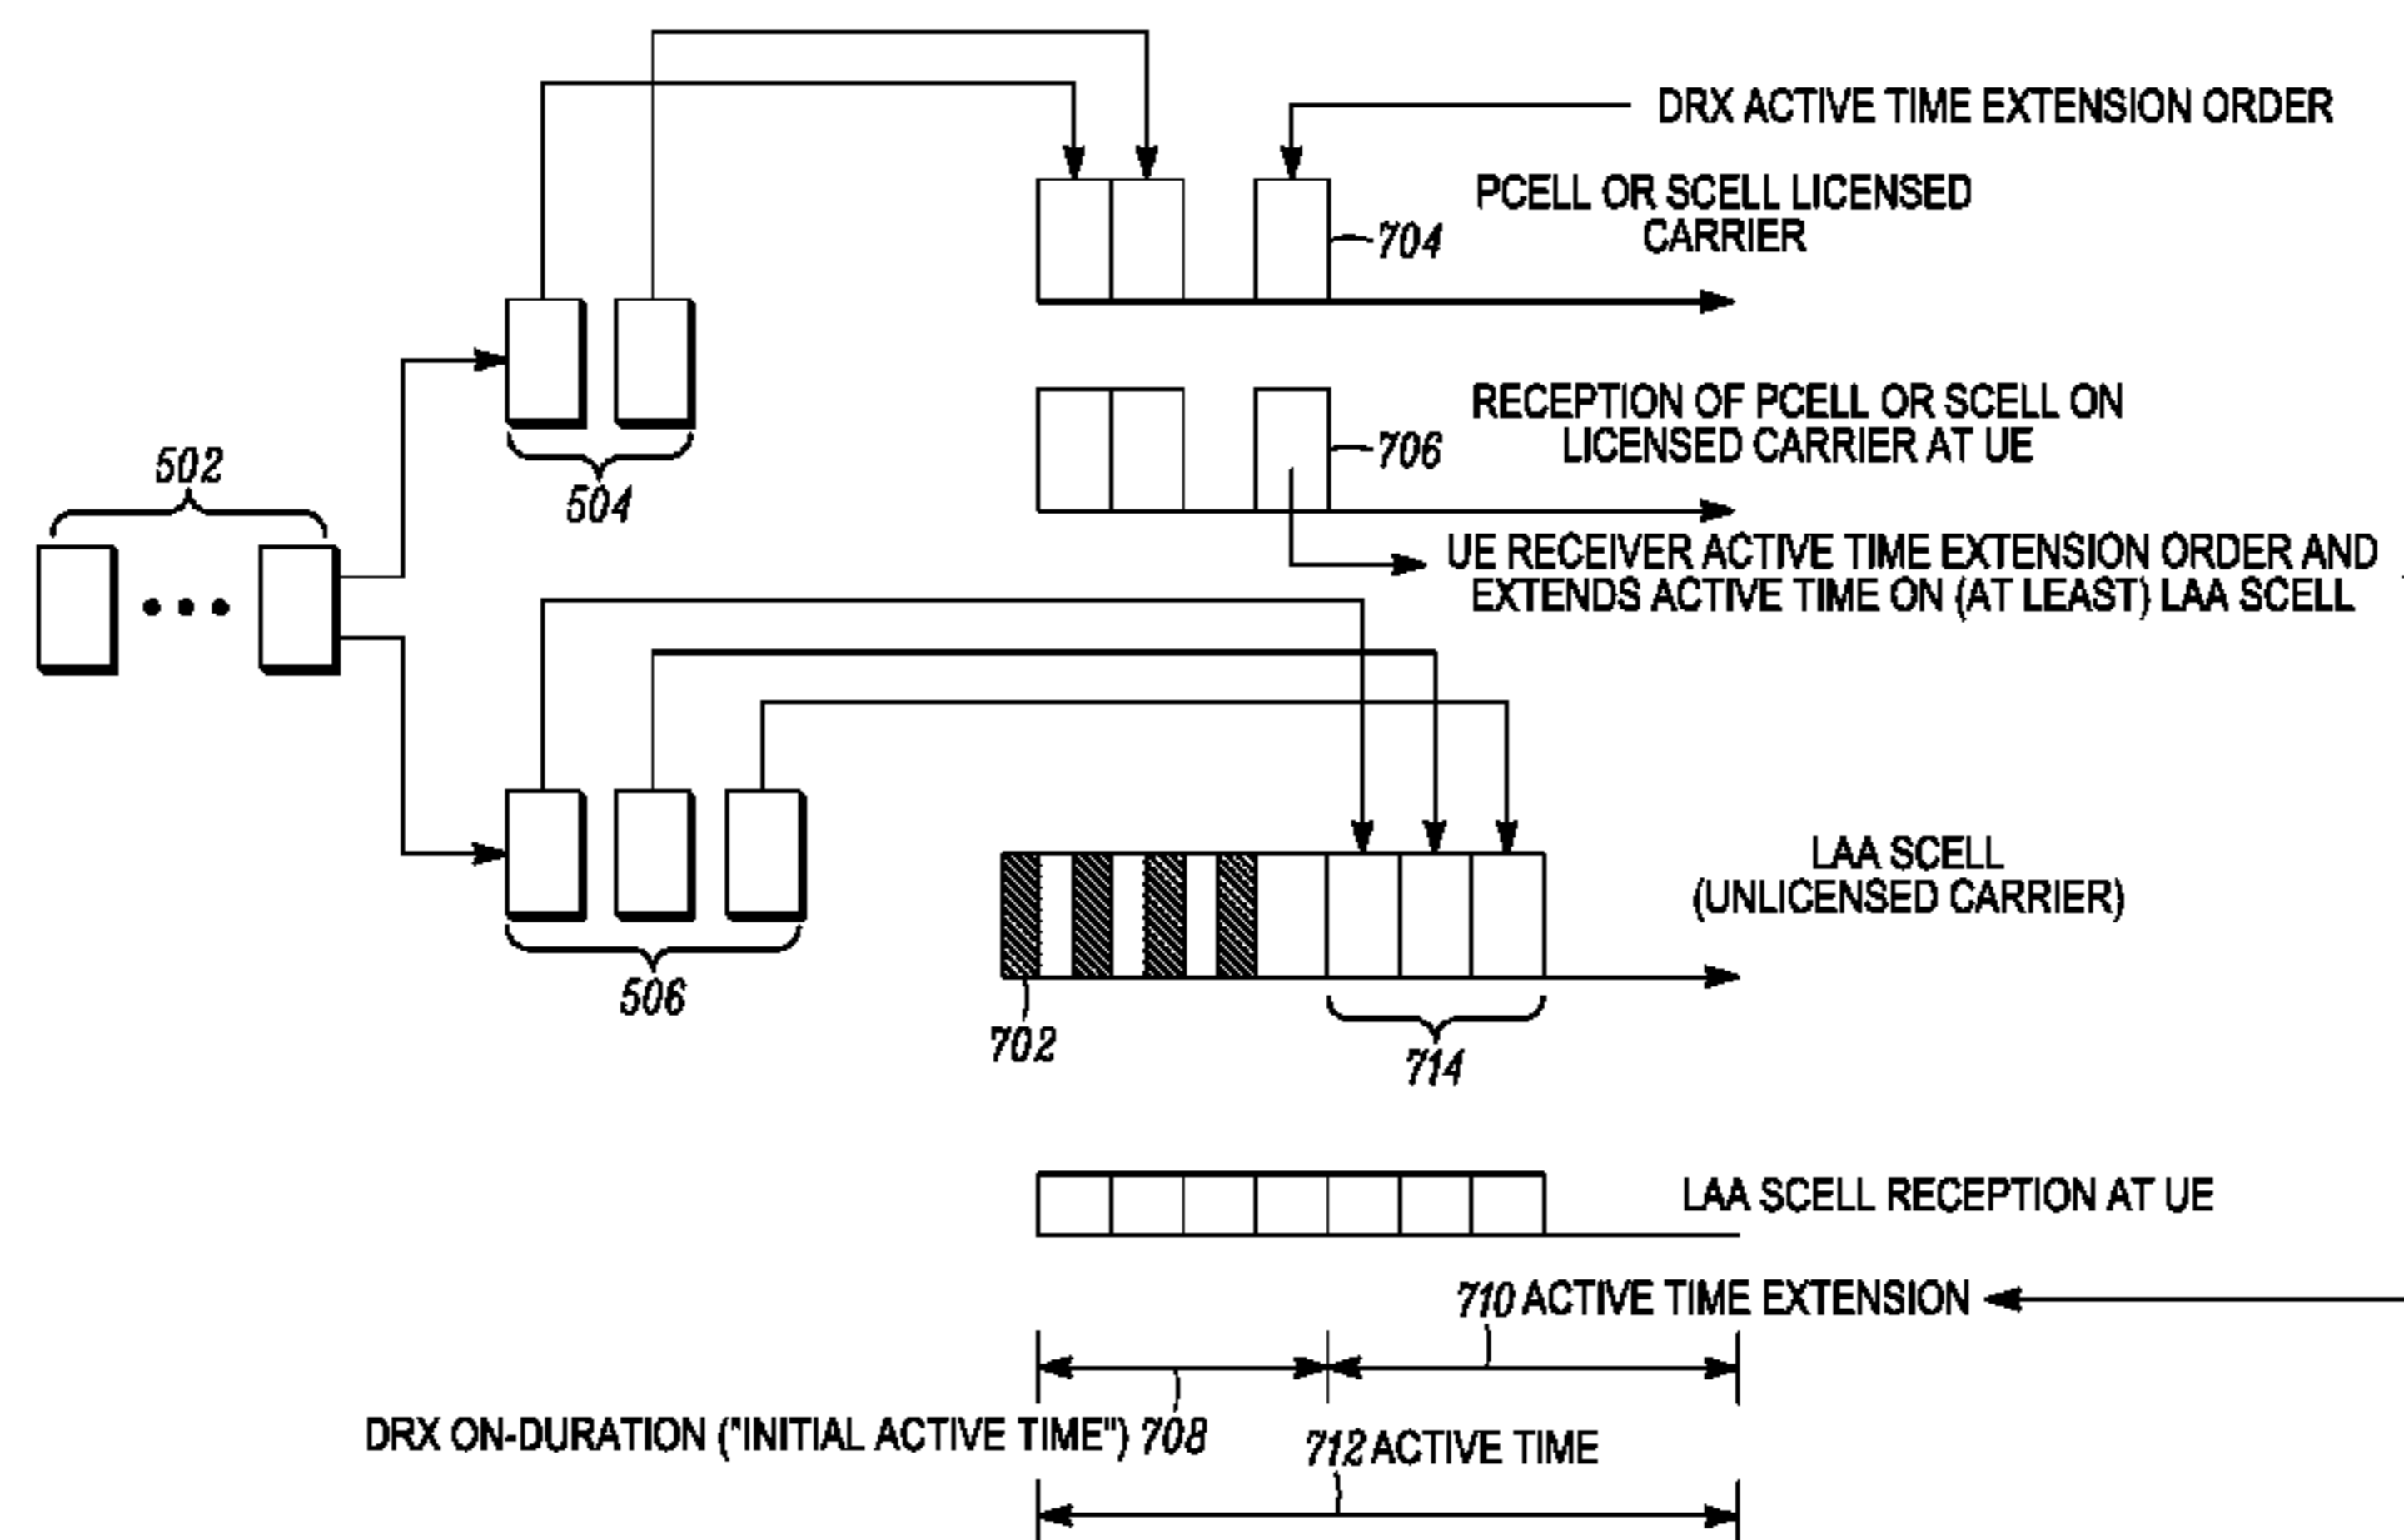 DRX ACTIVE TIME EXTENSION ORDER
PCELL OR SCELL LICENSED
CARRIER
704
RECEPTION OF PCELL OR SCELL ON
LICENSED CARRIER AT UE
706
502
504
UE RECEIVER ACTIVE TIME EXTENSION ORDER AND
EXTENDS ACTIVE TIME ON (AT LEAST) LAA SCELL
LAA SCELL
(UNLICENSED CARRIER)
506
702
714
LAA SCELL RECEPTION AT UE
710 ACTIVE TIME EXTENSION
DRX ON-DURATION ("INITIAL ACTIVE TIME") 708
712 ACTIVE TIME